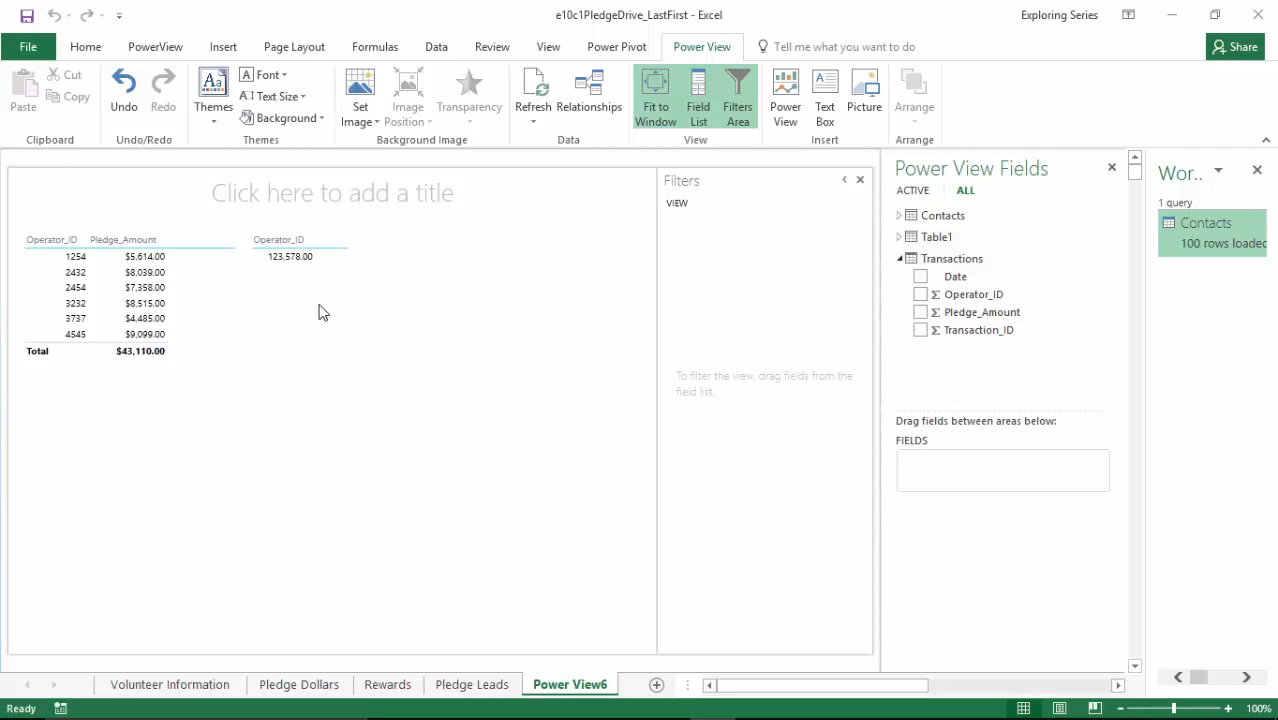 e10c1PledgeDrive_LastFirst - Excel
Exploring Series
File Home PowerView Insert Page Layout Formulas Data Review View Power Pivot Power View Tell me what you want to do Share
Paste
Cut
Copy
Clipboard
Undo
Redo
Undo/Redo
Themes
Font
Text Size
Background
Themes
Set Image
Image Position
Transparency
Background Image
Refresh
Relationships
Data
Fit to Window
Field List
Filters Area
View
Power View
Text Box
Picture
Insert
Arrange
Arrange
Click here to add a title
Operator_ID Pledge_Amount
1254 $5,614.00
2432 $8,039.00
2454 $7,358.00
3232 $8,515.00
3737 $4,485.00
4545 $9,099.00
Total $43,110.00
Operator_ID
123,578.00
Filters
VIEW
To filter the view, drag fields from the
field list.
Power View Fields
ACTIVE ALL
Contacts
Table1
Transactions
Date
Σ Operator_ID
Σ Pledge_Amount
Σ Transaction_ID
Drag fields between areas below:
FIELDS
Wor..
1 query
Contacts
100 rows loaded
Volunteer Information Pledge Dollars Rewards Pledge Leads Power View6
Ready
100%